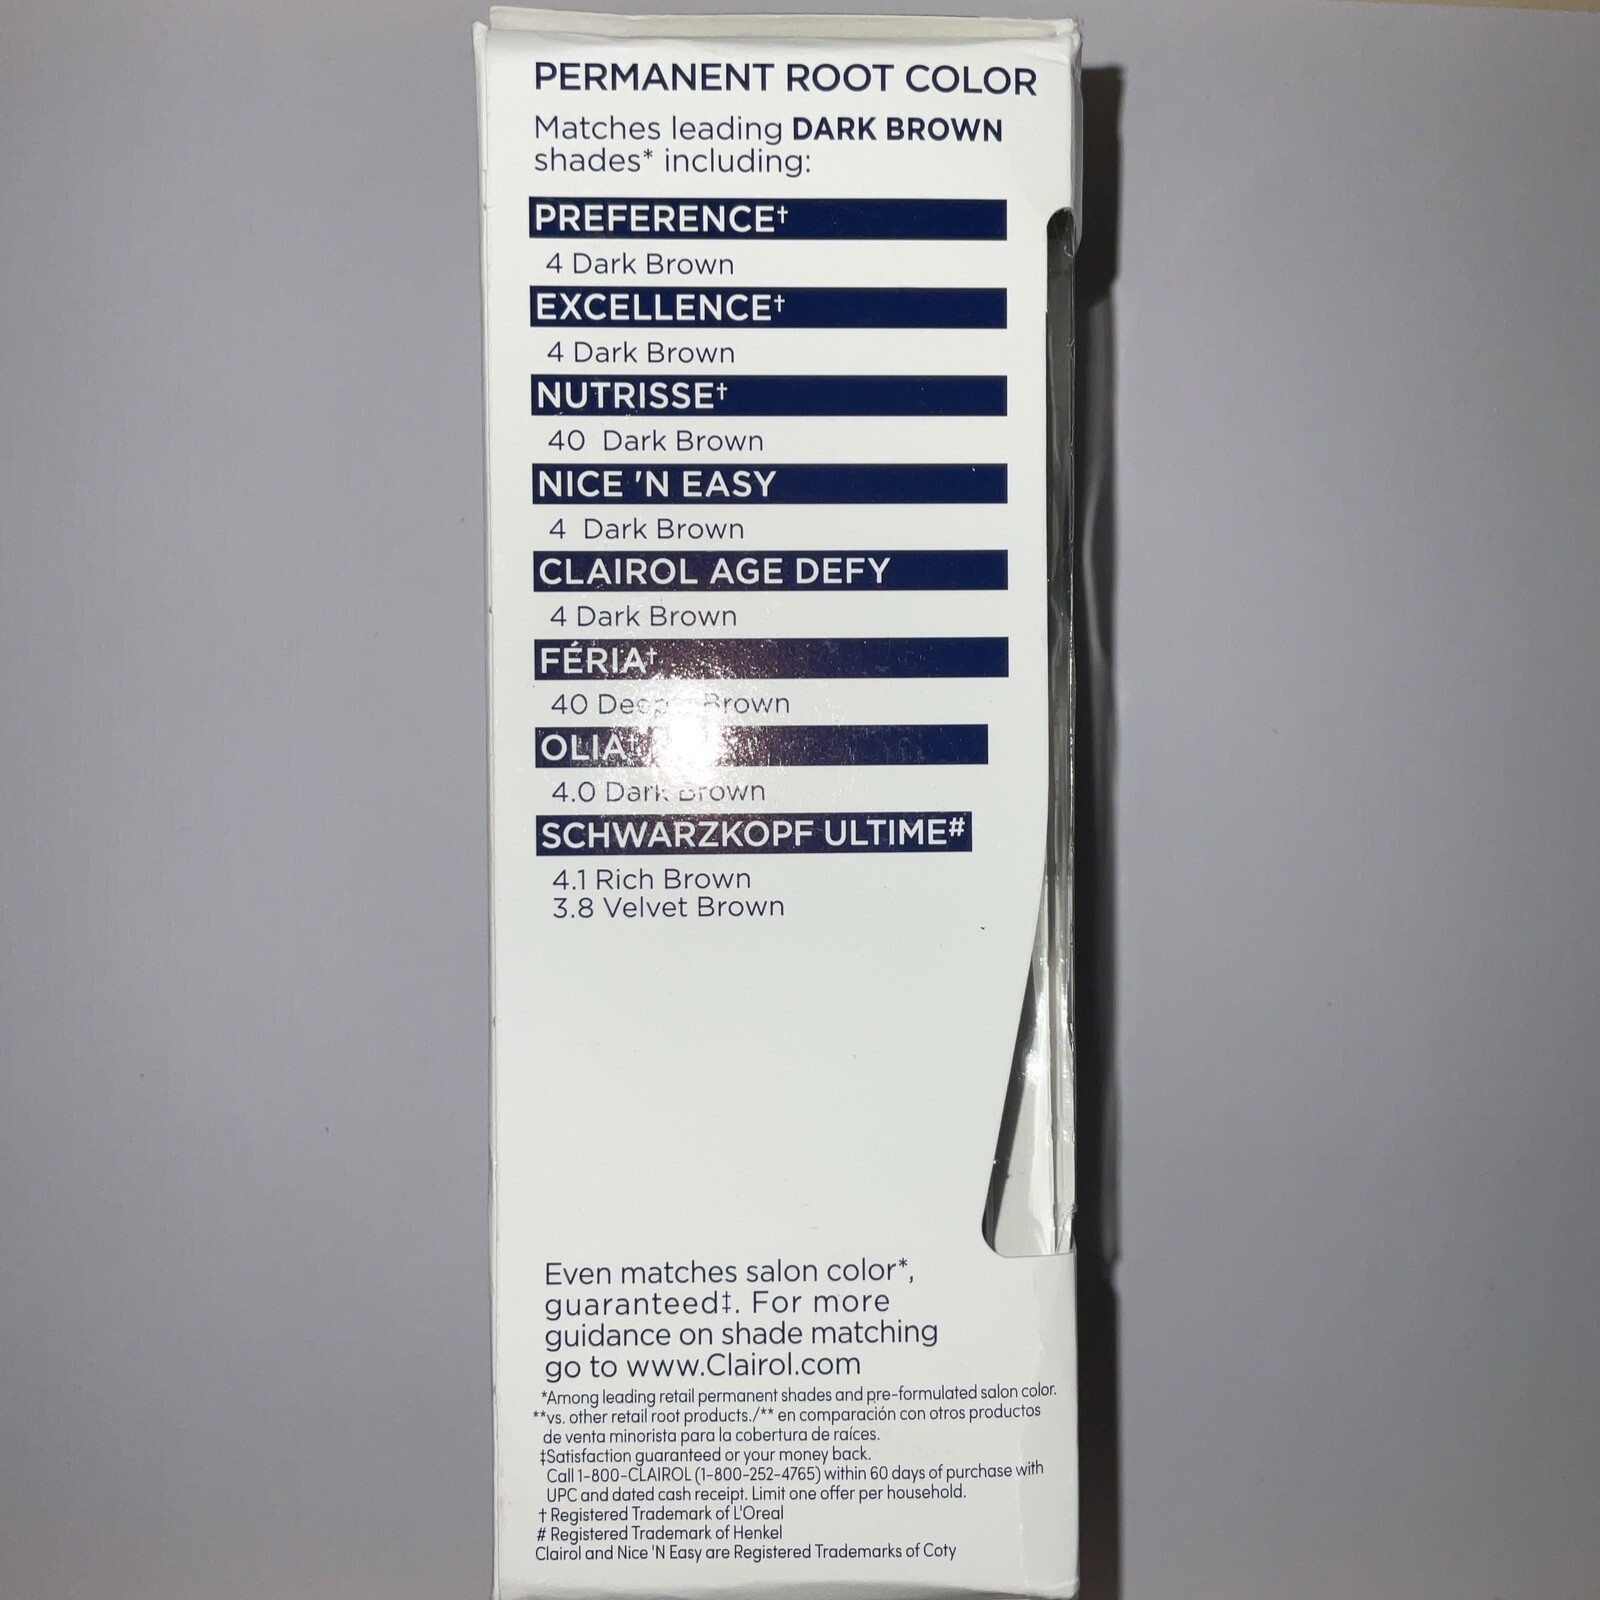 PERMANENT ROOT COLOR
Matches leading DARK BROWN
shades* including:
PREFERENCE†
4 Dark Brown
EXCELLENCE†
4 Dark Brown
NUTRISSE†
40 Dark Brown
NICE 'N EASY
4 Dark Brown
CLAIROL AGE DEFY
4 Dark Brown
FÉRIA†
40 Brown
OLIA†
4.0 Dark Brown
SCHWARZKOPF ULTIME#
4.1 Rich Brown
3.8 Velvet Brown
Even matches salon color*,
guaranteed‡. For more
guidance on shade matching
go to www.Clairol.com
*Among leading retail permanent shades and pre-formulated salon color.
**vs. other retail root products./** en comparación con otros productos
de venta minorista para la cobertura de raíces.
‡Satisfaction guaranteed or your money back.
Call 1-800-CLAIROL (1-800-252-4765) within 60 days of purchase with
UPC and dated cash receipt. Limit one offer per household.
† Registered Trademark of L'Oreal
# Registered Trademark of Henkel
Clairol and Nice 'N Easy are Registered Trademarks of Coty